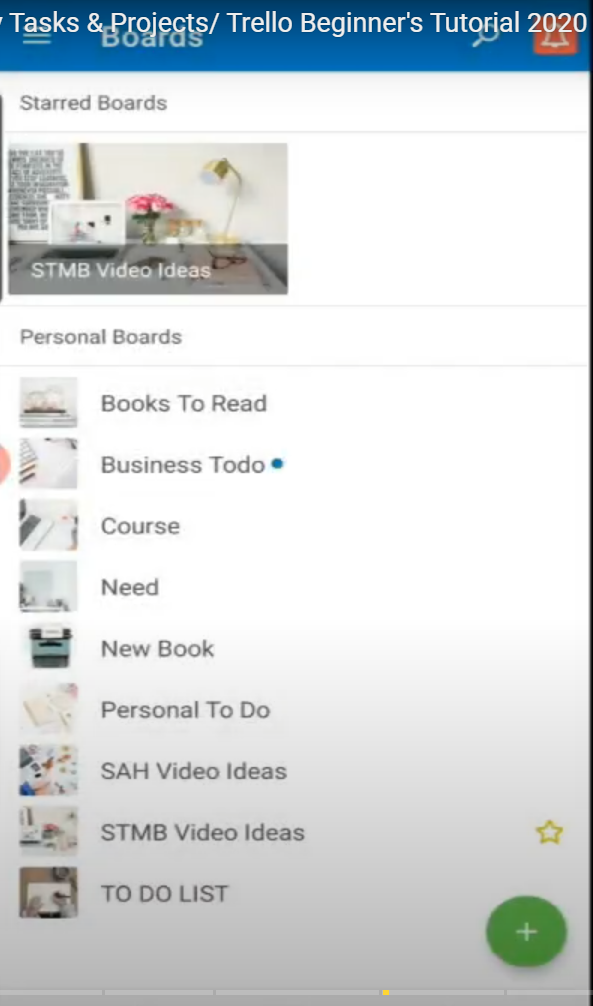 Tasks & Projects/ Trello Beginner's Tutorial 2020
Boards
Starred Boards
STMB Video Ideas
Personal Boards
Books To Read
Business Todo
Course
Need
New Book
Personal To Do
SAH Video Ideas
STMB Video Ideas
TO DO LIST